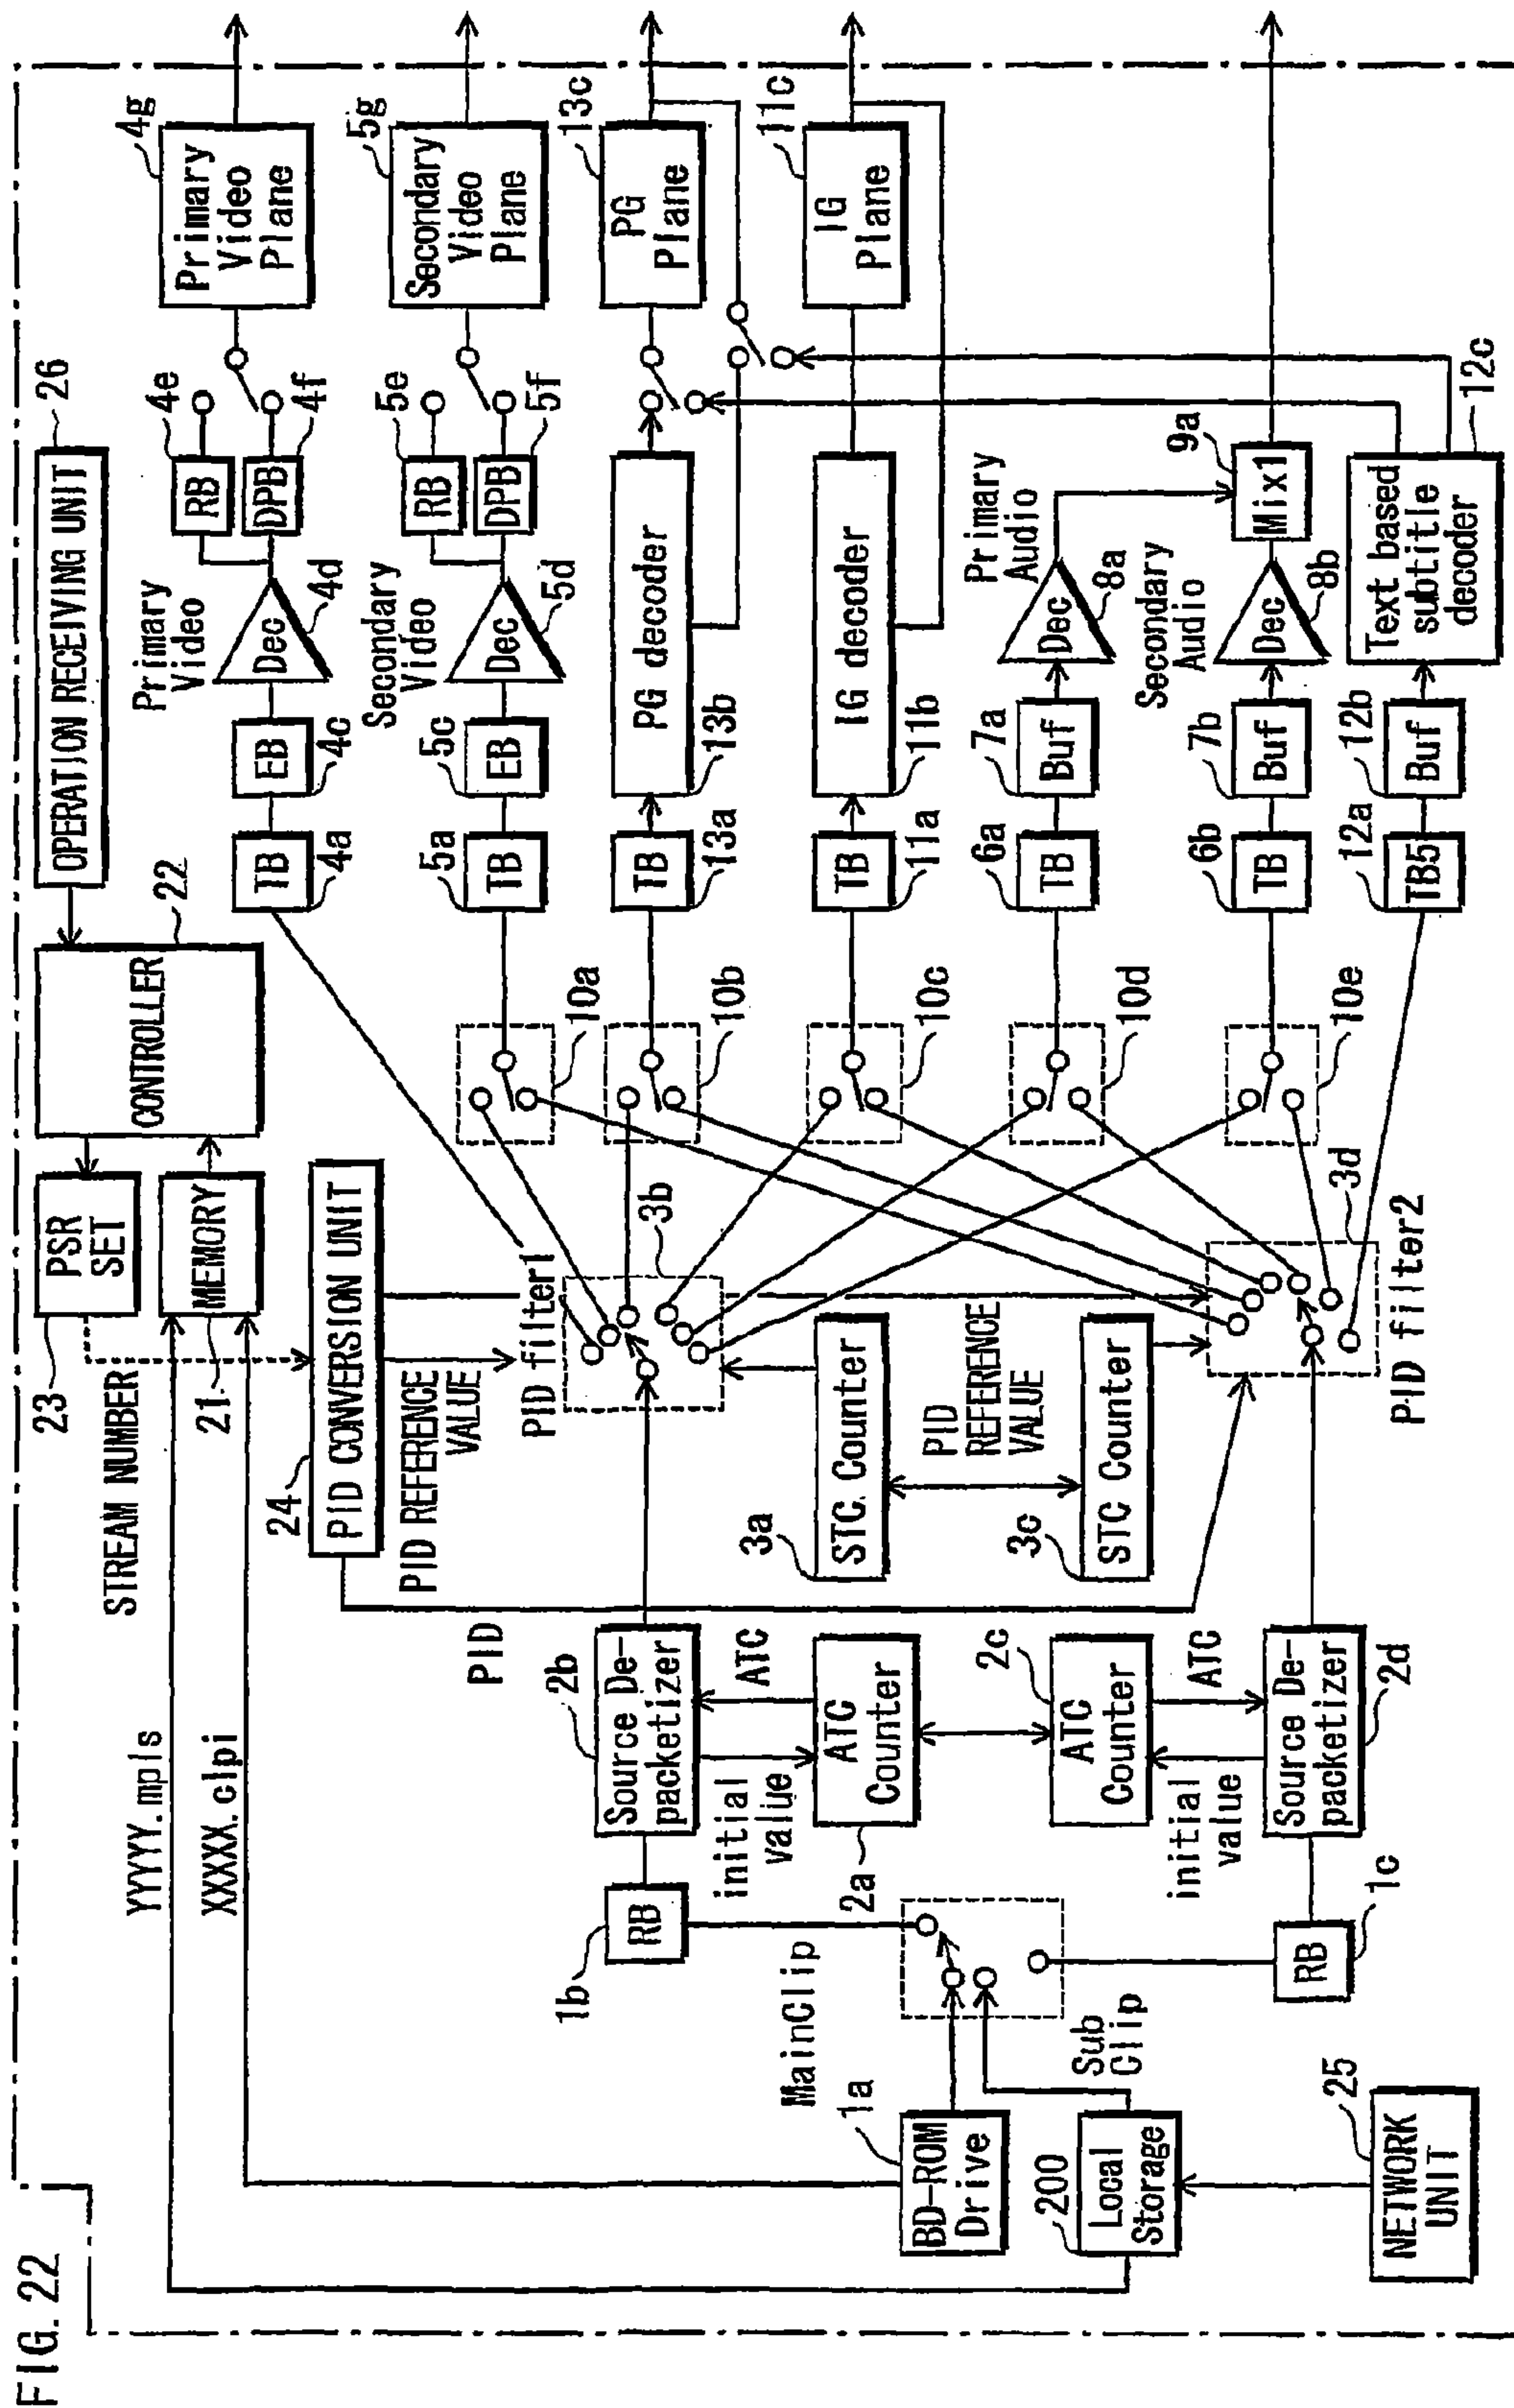 FIG. 22
OPERATION RECEIVING UNIT
26
CONTROLLER
22
PSR
SET
23
MEMORY
21
STREAM NUMBER
YYYYY.mpls
XXXXX.clpi
PID CONVERSION UNIT
24
PID REFERENCE
VALUE
PID
PID filter1
3b
1b
RB
2b
Source De-
packetizer
initial
value
ATC
ATC
Counter
2a
2c
ATC
Counter
initial
value
ATC
Source De-
packetizer
2d
RB
1c
MainClip
Sub
Clip
1a
BD-ROM
Drive
200
Local
Storage
25
NETWORK
UNIT
3a
STC Counter
PID
REFERENCE
VALUE
3c
STC Counter
3d
PID filter2
10a
10b
10c
10d
10e
TB
4a
EB
4c
Primary
Video
Dec
4d
RB
4e
DPB
4f
Primary
Video
Plane
4g
5a
TB
5c
EB
Secondary
Video
Dec
5d
5e
RB
DPB
5f
5g
Secondary
Video
Plane
TB
13a
PG decoder
13b
PG
Plane
13c
TB
11a
IG decoder
11b
IG
Plane
11c
6a
TB
7a
Buf
Primary
Audio
Dec
8a
6b
TB
7b
Buf
Secondary
Audio
Dec
8b
9a
Mix1
12a
TB5
12b
Buf
Text based
subtitle
decoder
12c